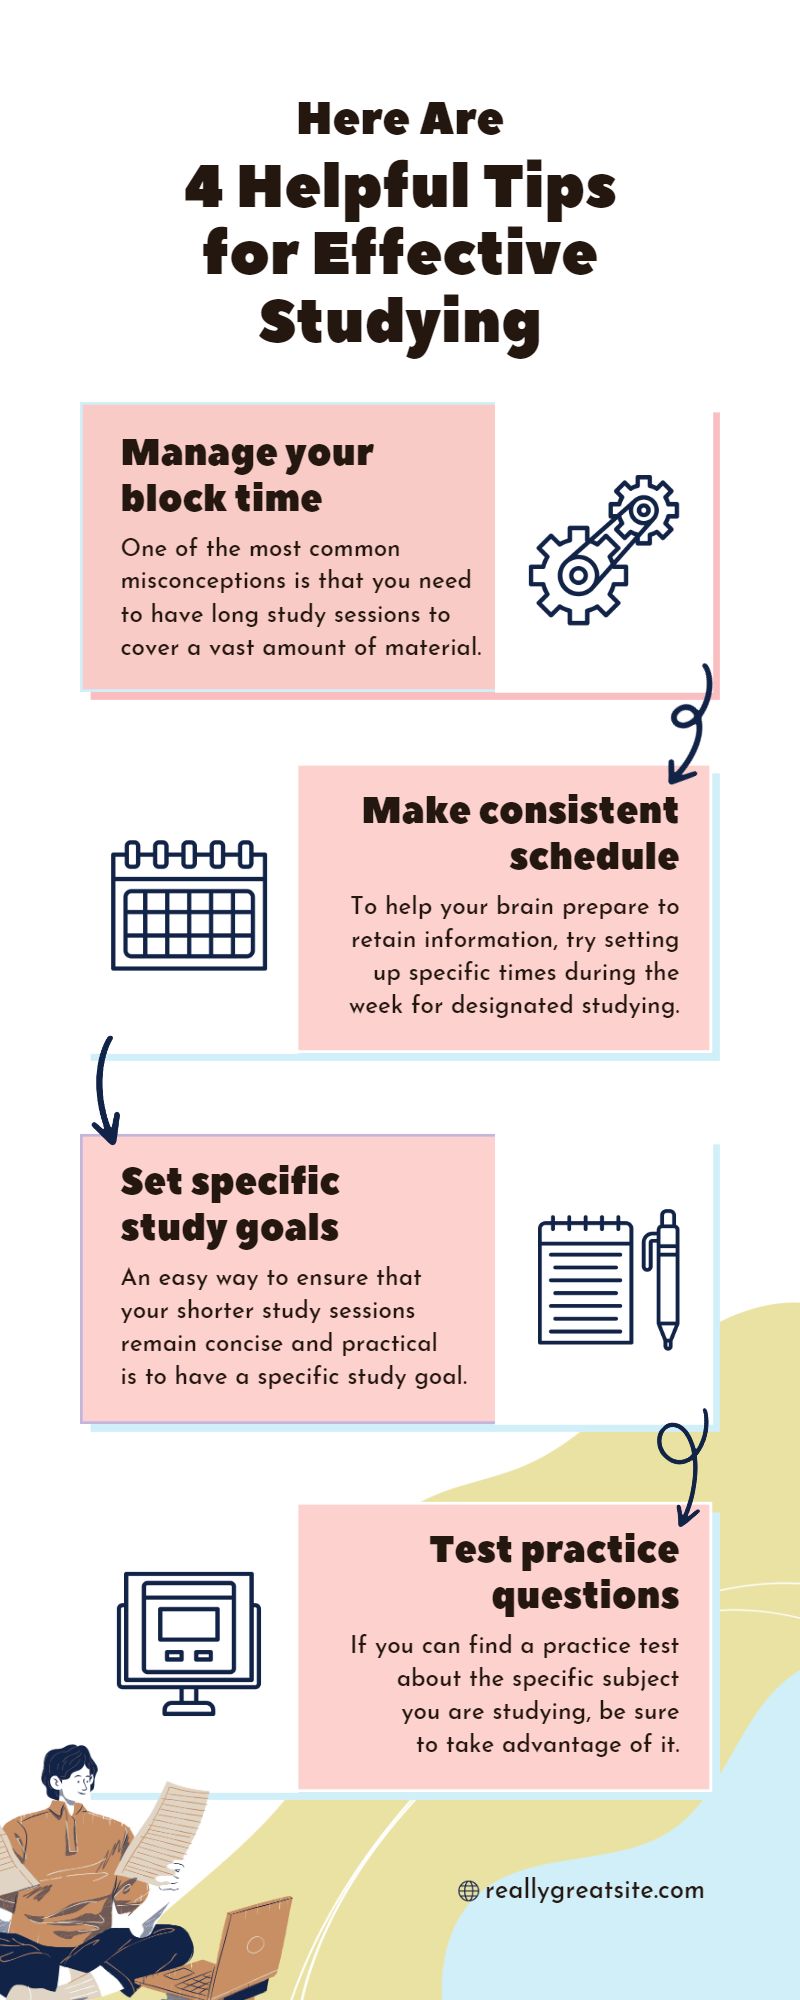 Here Are
4 Helpful Tips
for Effective
Studying
Manage your
block time
One of the most common
misconceptions is that you need
to have long study sessions to
cover a vast amount of material.
Make consistent
schedule
To help your brain prepare to
retain information, try setting
up specific times during the
week for designated studying.
Set specific
study goals
An easy way to ensure that
your shorter study sessions
remain concise and practical
is to have a specific study goal.
Test practice
questions
If you can find a practice test
about the specific subject
you are studying, be sure
to take advantage of it.
reallygreatsite.com